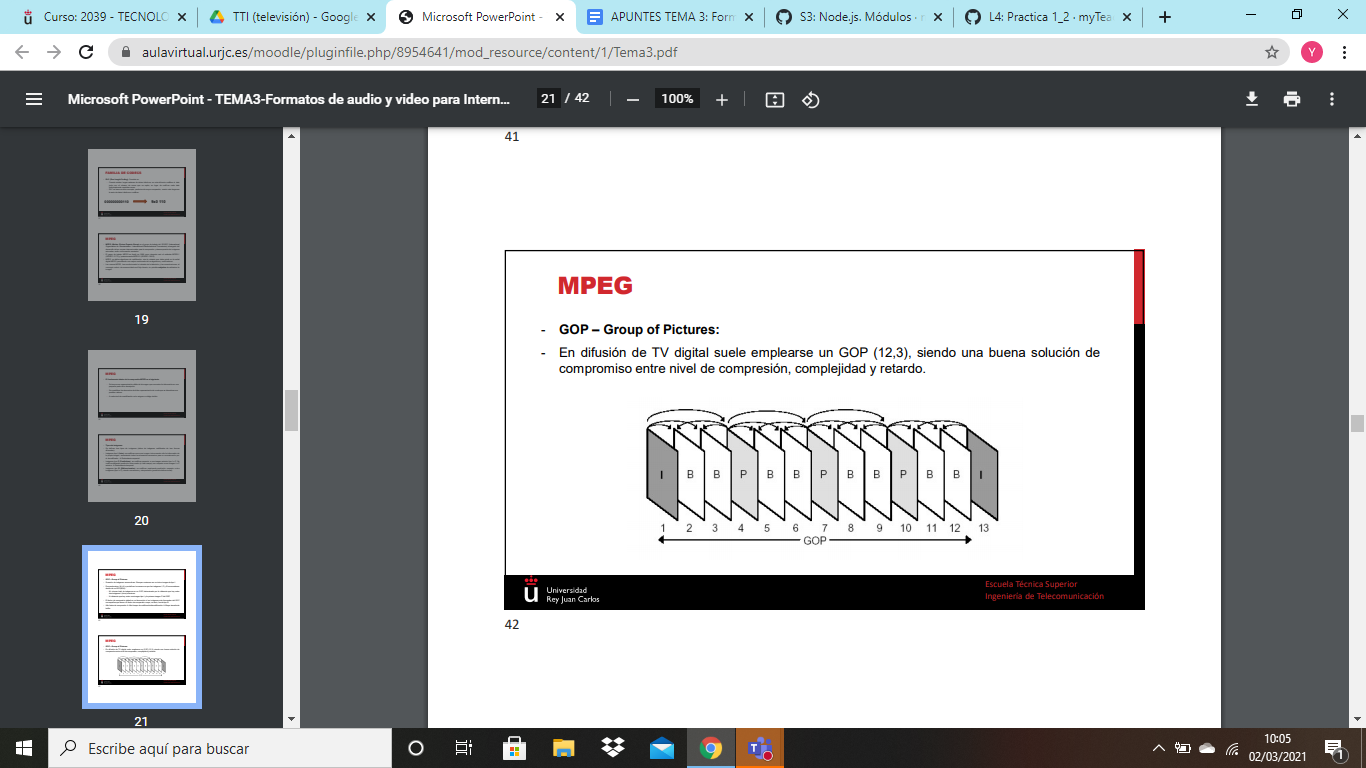 Curso: 2039 - TECNOLO
TTI (televisión) - Google
Microsoft PowerPoint -
APUNTES TEMA 3: Form
S3: Node.js. Módulos ·
L4: Practica 1_2 · myTea
aulavirtual.urjc.es/moodle/pluginfile.php/8954641/mod_resource/content/1/Tema3.pdf
Y
Microsoft PowerPoint - TEMA3-Formatos de audio y video para Intern...
21 / 42
100%
41
MPEG
- GOP – Group of Pictures:
- En difusión de TV digital suele emplearse un GOP (12,3), siendo una buena solución de
compromiso entre nivel de compresión, complejidad y retardo.
I B B P B B P B B P B B I
1 2 3 4 5 6 7 8 9 10 11 12 13
GOP
Universidad
Rey Juan Carlos
Escuela Técnica Superior
Ingeniería de Telecomunicación
42
19
MPEG
20
MPEG
MPEG
21
Escribe aquí para buscar
10:05
02/03/2021
1